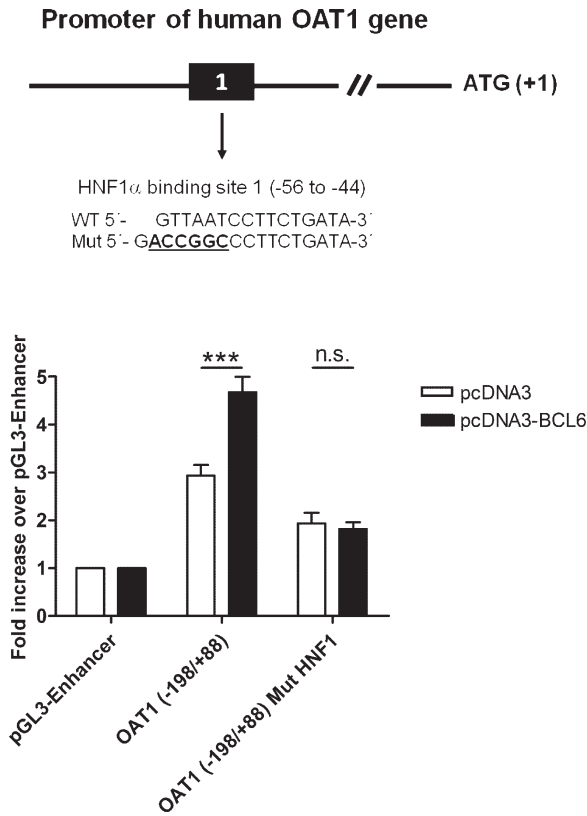 Promoter of human OAT1 gene
1
ATG (+1)
HNF1α binding site 1 (-56 to -44)
WT 5´- GTTAATCCTTCTGATA-3´
Mut 5´- GACCGGCCCTTCTGATA-3´
Fold increase over pGL3-Enhancer
5
4
3
2
1
0
***
n.s.
pcDNA3
pcDNA3-BCL6
pGL3-Enhancer
OAT1 (-198/+88)
OAT1 (-198/+88) Mut HNF1